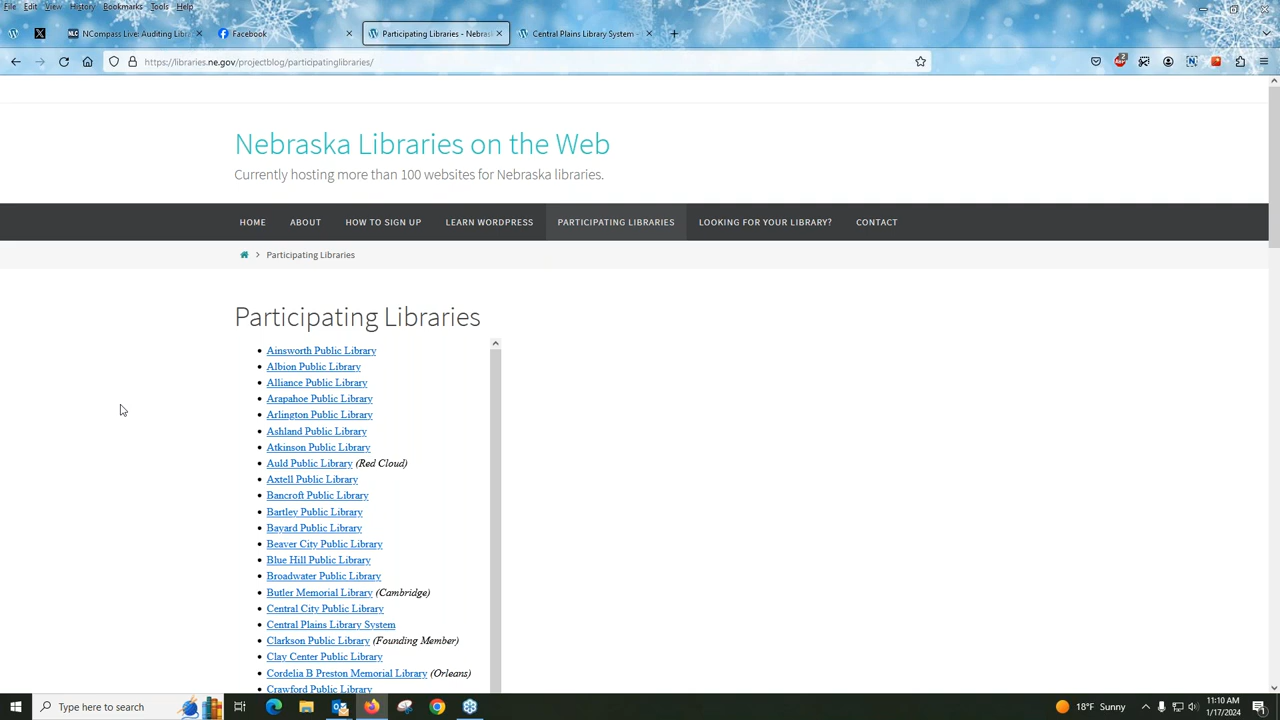 File Edit View History Bookmarks Tools Help
NCompass Live: Auditing Libra
Facebook
Participating Libraries - Nebras
Central Plains Library System -
https://libraries.ne.gov/projectblog/participatinglibraries/
Nebraska Libraries on the Web
Currently hosting more than 100 websites for Nebraska libraries.
HOME ABOUT HOW TO SIGN UP LEARN WORDPRESS PARTICIPATING LIBRARIES LOOKING FOR YOUR LIBRARY? CONTACT
Participating Libraries
Participating Libraries
Ainsworth Public Library
Albion Public Library
Alliance Public Library
Arapahoe Public Library
Arlington Public Library
Ashland Public Library
Atkinson Public Library
Auld Public Library (Red Cloud)
Axtell Public Library
Bancroft Public Library
Bartley Public Library
Bayard Public Library
Beaver City Public Library
Blue Hill Public Library
Broadwater Public Library
Butler Memorial Library (Cambridge)
Central City Public Library
Central Plains Library System
Clarkson Public Library (Founding Member)
Clay Center Public Library
Cordelia B Preston Memorial Library (Orleans)
Crawford Public Library
Type here to search
18°F Sunny
11:10 AM
1/17/2024